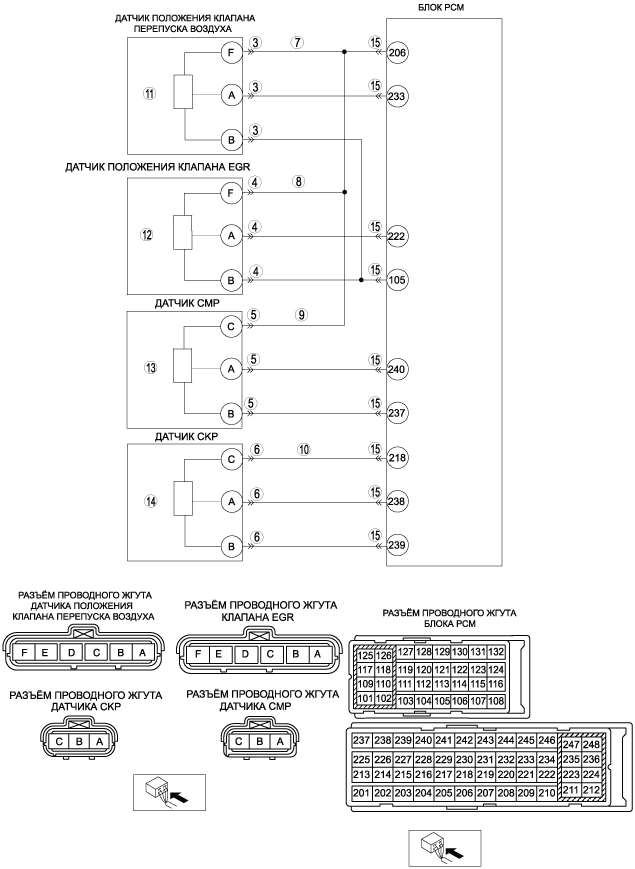 ДАТЧИК ПОЛОЖЕНИЯ КЛАПАНА
ПЕРЕПУСКА ВОЗДУХА
БЛОК PCM
F 3 7 15 206
11 A 3 15 233
B 3
ДАТЧИК ПОЛОЖЕНИЯ КЛАПАНА EGR
F 4 8
12 A 4 15 222
B 4 15 105
ДАТЧИК CMP
C 5 9
13 A 5 15 240
B 5 15 237
ДАТЧИК CKP
C 6 10 15 218
14 A 6 15 238
B 6 15 239
РАЗЪЁМ ПРОВОДНОГО ЖГУТА
ДАТЧИКА ПОЛОЖЕНИЯ
КЛАПАНА ПЕРЕПУСКА ВОЗДУХА
F E D C B A
РАЗЪЁМ ПРОВОДНОГО ЖГУТА
КЛАПАНА EGR
F E D C B A
РАЗЪЁМ ПРОВОДНОГО ЖГУТА
БЛОКА PCM
125 126 127 128 129 130 131 132
117 118 119 120 121 122 123 124
109 110 111 112 113 114 115 116
101 102 103 104 105 106 107 108
РАЗЪЁМ ПРОВОДНОГО ЖГУТА
ДАТЧИКА CKP
C B A
РАЗЪЁМ ПРОВОДНОГО ЖГУТА
ДАТЧИКА CMP
C B A
237 238 239 240 241 242 243 244 245 246 247 248
225 226 227 228 229 230 231 232 233 234 235 236
213 214 215 216 217 218 219 220 221 222 223 224
201 202 203 204 205 206 207 208 209 210 211 212